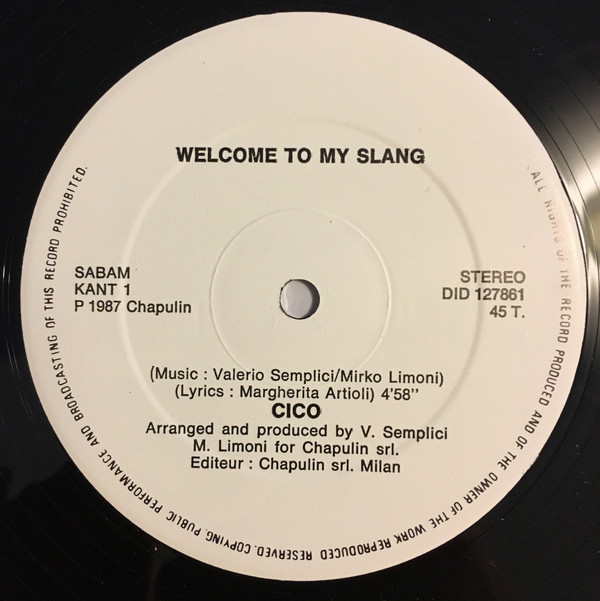 WELCOME TO MY SLANG
SABAM
KANT 1
P 1987 Chapulin
STEREO
DID 127861
45 T.
(Music : Valerio Semplici/Mirko Limoni)
(Lyrics : Margherita Artioli) 4'58"
CICO
Arranged and produced by V. Semplici
M. Limoni for Chapulin srl.
Editeur : Chapulin srl. Milan
ALL RIGHTS OF THE RECORD PRODUCED AND OF THE OWNER OF THE WORK REPRODUCED RESERVED. COPYING, PUBLIC PERFORMANCE AND BROADCASTING OF THIS RECORD PROHIBITED.